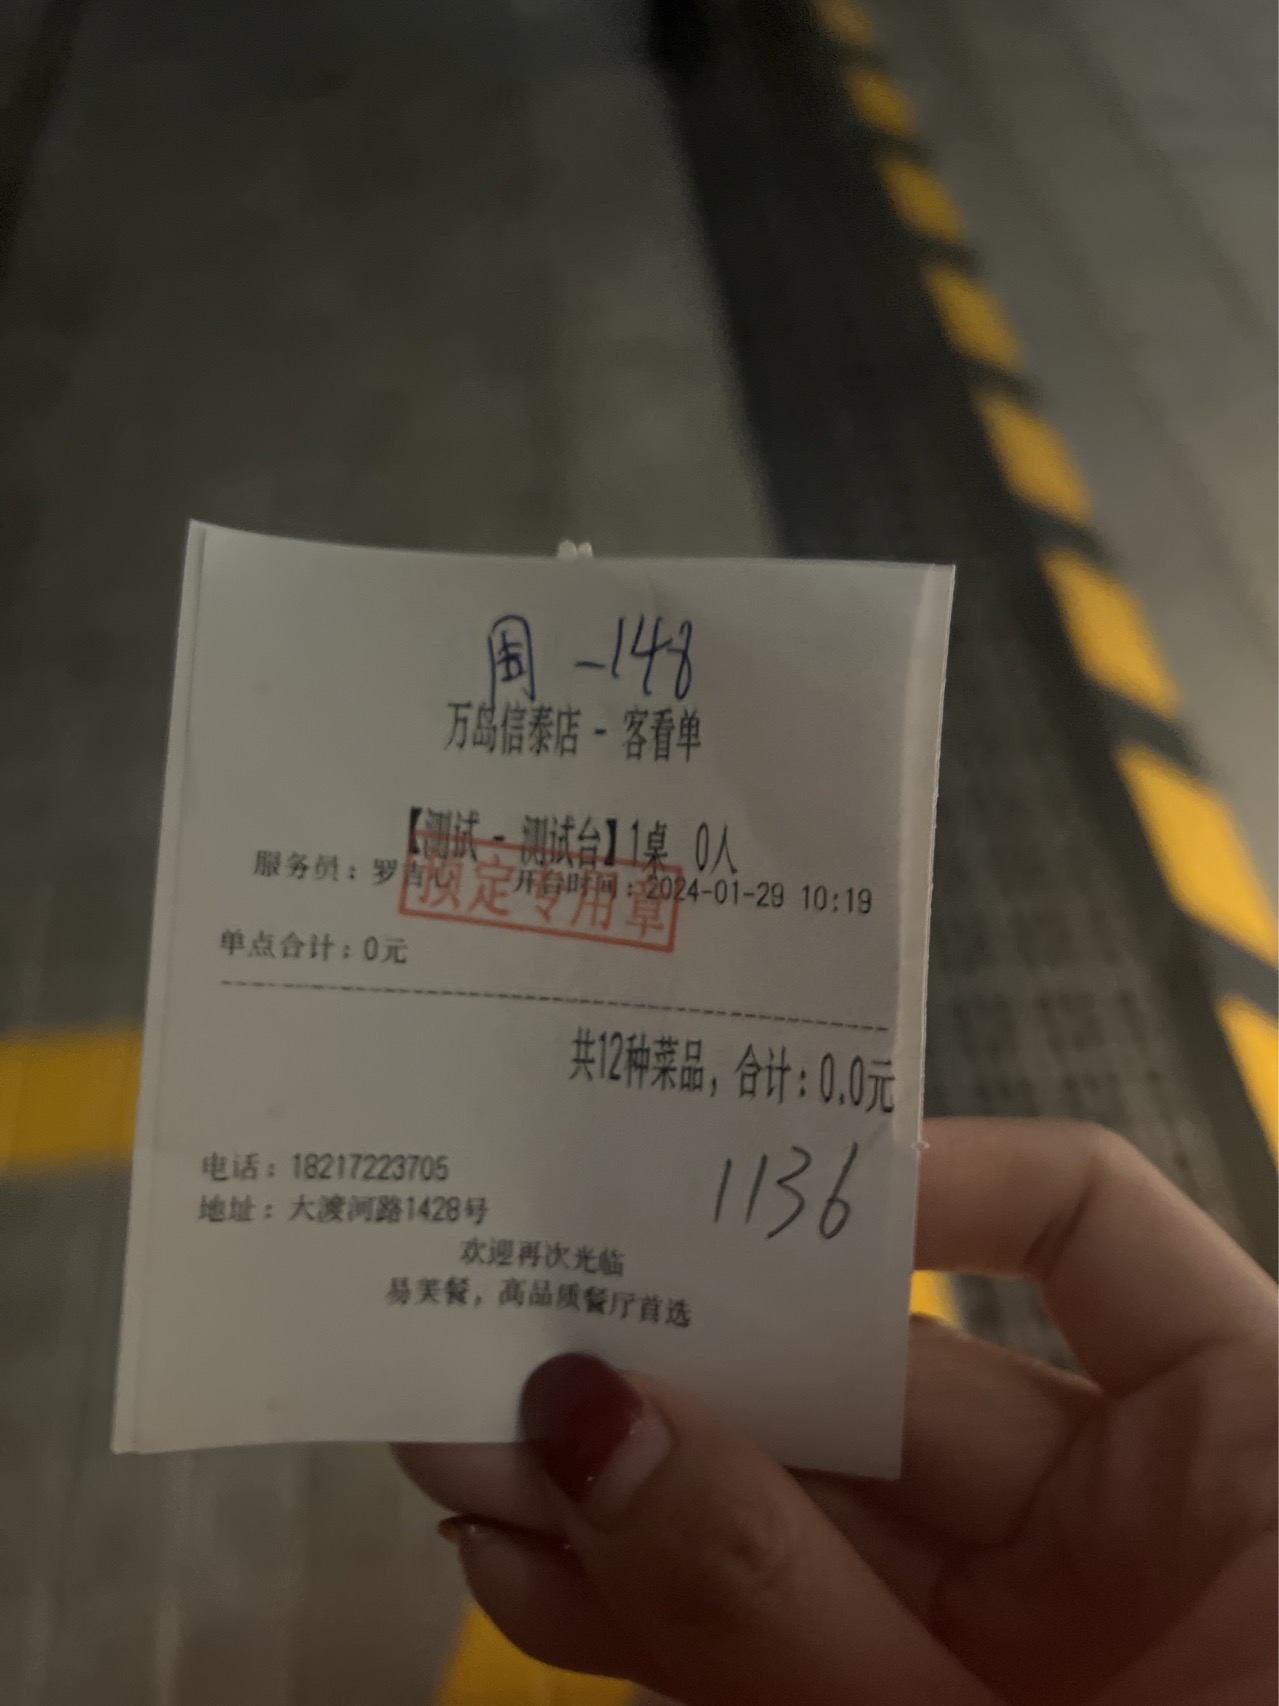 周 -148
万岛信泰店 - 客看单
【测试 - 测试台】1桌 0人
服务员：罗吉心 开台时间：2024-01-29 10:19
预定专用章
单点合计：0元
共12种菜品，合计：0.0元
1136
电话：18217223705
地址：大渡河路1428号
欢迎再次光临
易芙餐，高品质餐厅首选